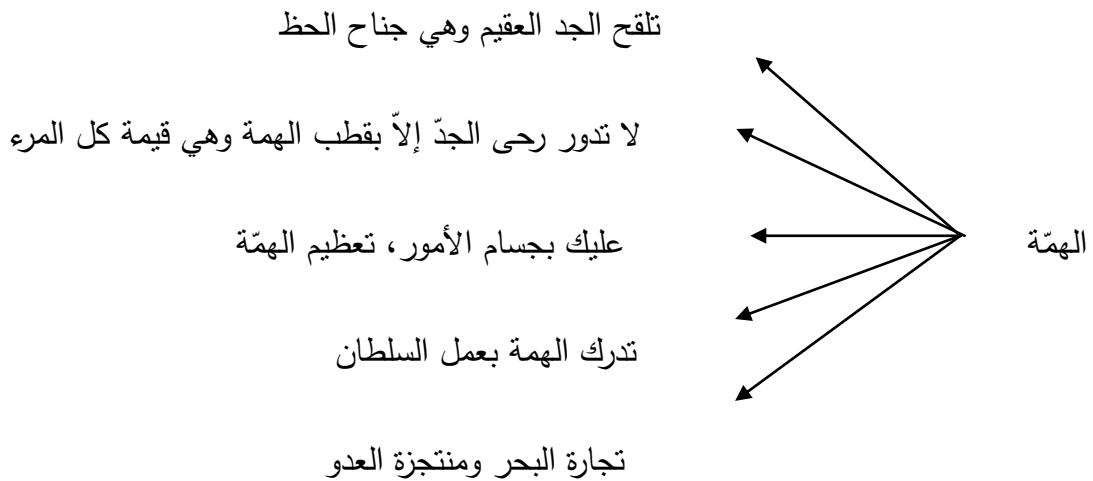 تلقح الجد العقيم وهي جناح الحظ
لا تدور رحى الجدّ إلاّ بقطب الهمة وهي قيمة كل المرء
الهمّة
عليك بجسام الأمور، تعظيم الهمّة
تدرك الهمة بعمل السلطان
تجارة البحر ومنتجزة العدو